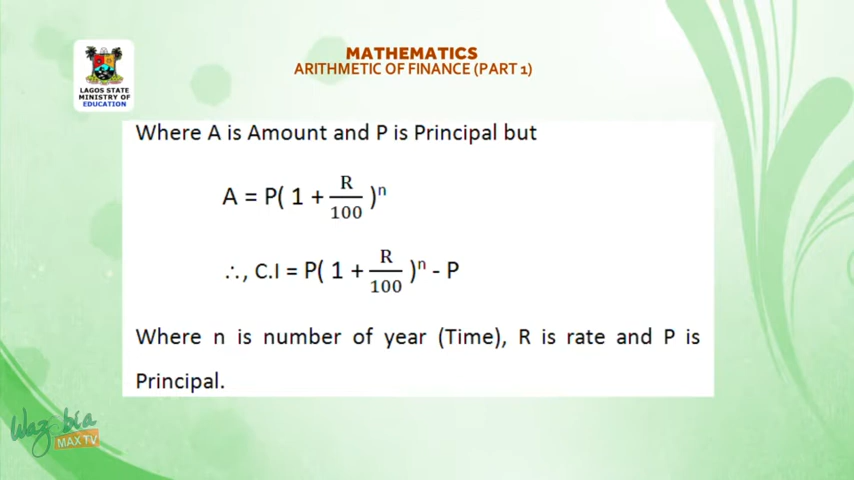 MATHEMATICS
ARITHMETIC OF FINANCE (PART 1)
LAGOS STATE
MINISTRY OF
EDUCATION
Where A is Amount and P is Principal but
A = P( 1 + R/100 )ⁿ
∴, C.I = P( 1 + R/100 )ⁿ - P
Where n is number of year (Time), R is rate and P is
Principal.
Wazobia
MAX TV